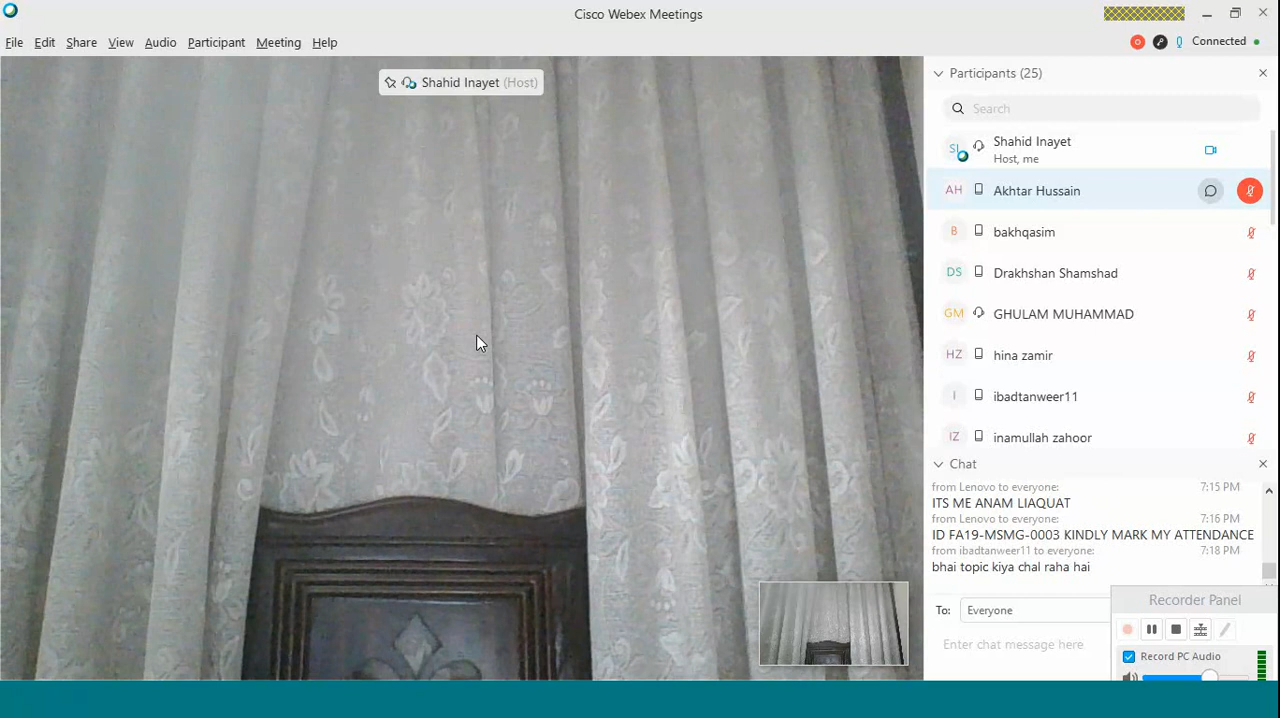 Cisco Webex Meetings
File Edit Share View Audio Participant Meeting Help
Connected
Shahid Inayet (Host)
Participants (25)
Search
SI Shahid Inayet
Host, me
AH Akhtar Hussain
B bakhqasim
DS Drakhshan Shamshad
GM GHULAM MUHAMMAD
HZ hina zamir
I ibadtanweer11
IZ inamullah zahoor
Chat
from Lenovo to everyone: 7:15 PM
ITS ME ANAM LIAQUAT
from Lenovo to everyone: 7:16 PM
ID FA19-MSMG-0003 KINDLY MARK MY ATTENDANCE
from ibadtanweer11 to everyone: 7:18 PM
bhai topic kiya chal raha hai
To: Everyone
Enter chat message here
Recorder Panel
Record PC Audio